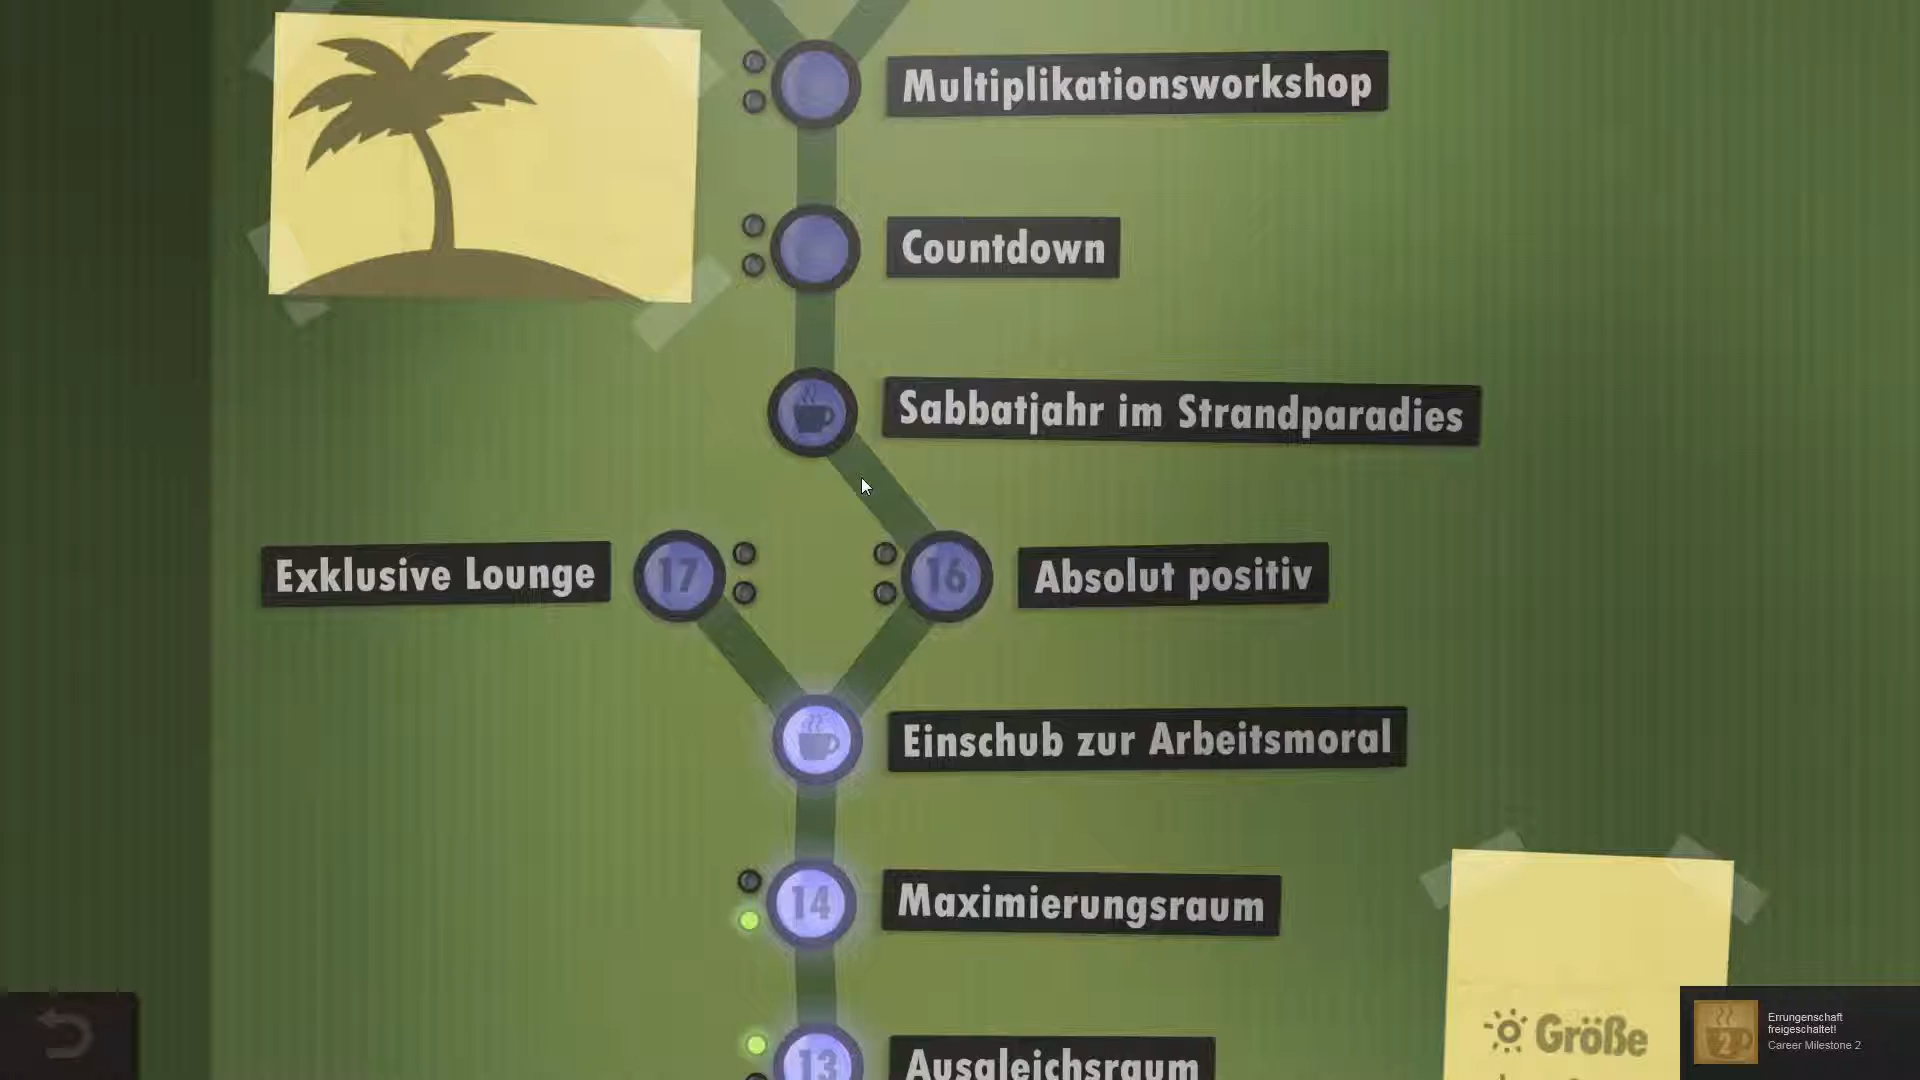 Multiplikationsworkshop
Countdown
Sabbatjahr im Strandparadies
Exklusive Lounge
17
16
Absolut positiv
Einschub zur Arbeitsmoral
14
Maximierungsraum
13
Ausgleichsraum
Größe
2
Errungenschaft
freigeschaltet!
Career Milestone 2